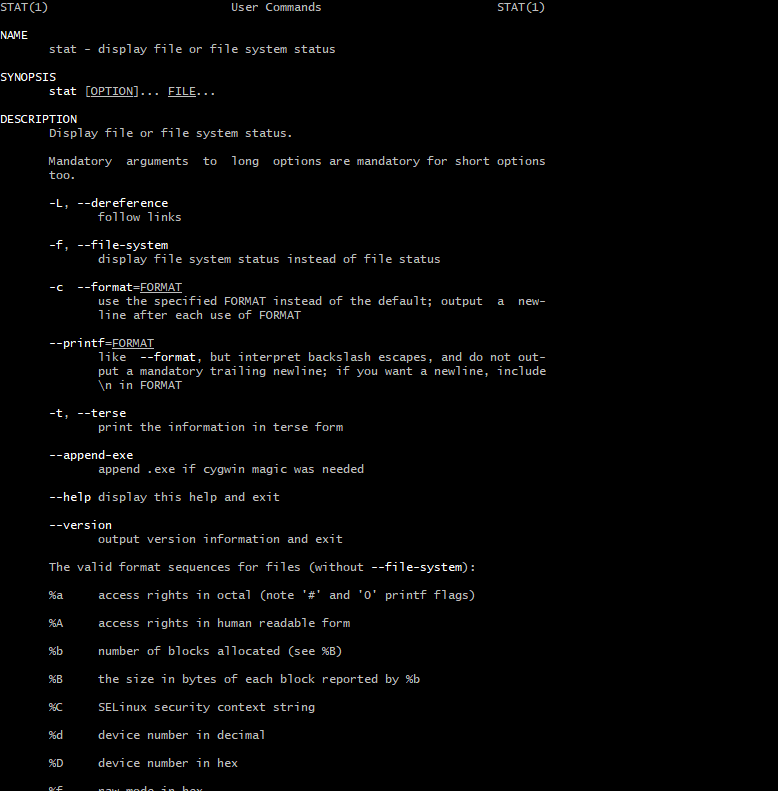 STAT(1) User Commands STAT(1)
NAME
stat - display file or file system status
SYNOPSIS
stat [OPTION]... FILE...
DESCRIPTION
Display file or file system status.
Mandatory arguments to long options are mandatory for short options
too.
-L, --dereference
follow links
-f, --file-system
display file system status instead of file status
-c --format=FORMAT
use the specified FORMAT instead of the default; output a new-
line after each use of FORMAT
--printf=FORMAT
like --format, but interpret backslash escapes, and do not out-
put a mandatory trailing newline; if you want a newline, include
\n in FORMAT
-t, --terse
print the information in terse form
--append-exe
append .exe if cygwin magic was needed
--help display this help and exit
--version
output version information and exit
The valid format sequences for files (without --file-system):
%a access rights in octal (note '#' and '0' printf flags)
%A access rights in human readable form
%b number of blocks allocated (see %B)
%B the size in bytes of each block reported by %b
%C SELinux security context string
%d device number in decimal
%D device number in hex
%f raw mode in hex